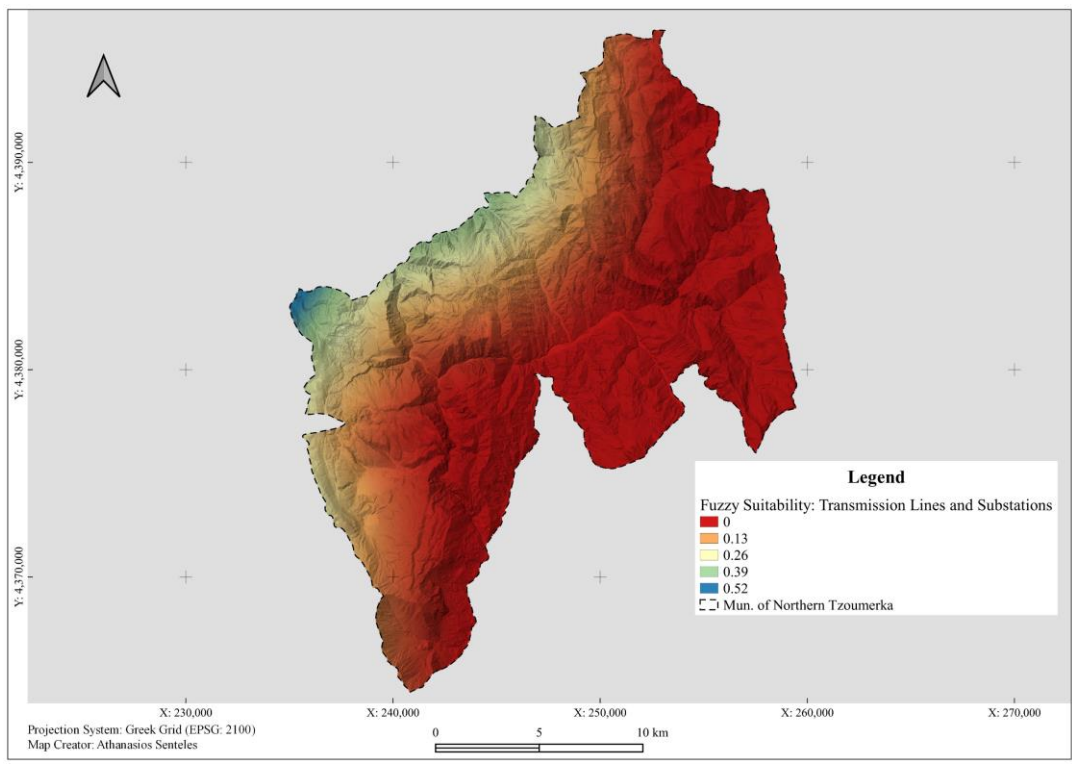 Y: 4,390,000
Y: 4,380,000
Y: 4,370,000
Legend
Fuzzy Suitability: Transmission Lines and Substations
0
0.13
0.26
0.39
0.52
Mun. of Northern Tzoumerka
X: 230,000 X: 240,000 X: 250,000 X: 260,000 X: 270,000
Projection System: Greek Grid (EPSG: 2100)
Map Creator: Athanasios Senteles
0 5 10 km